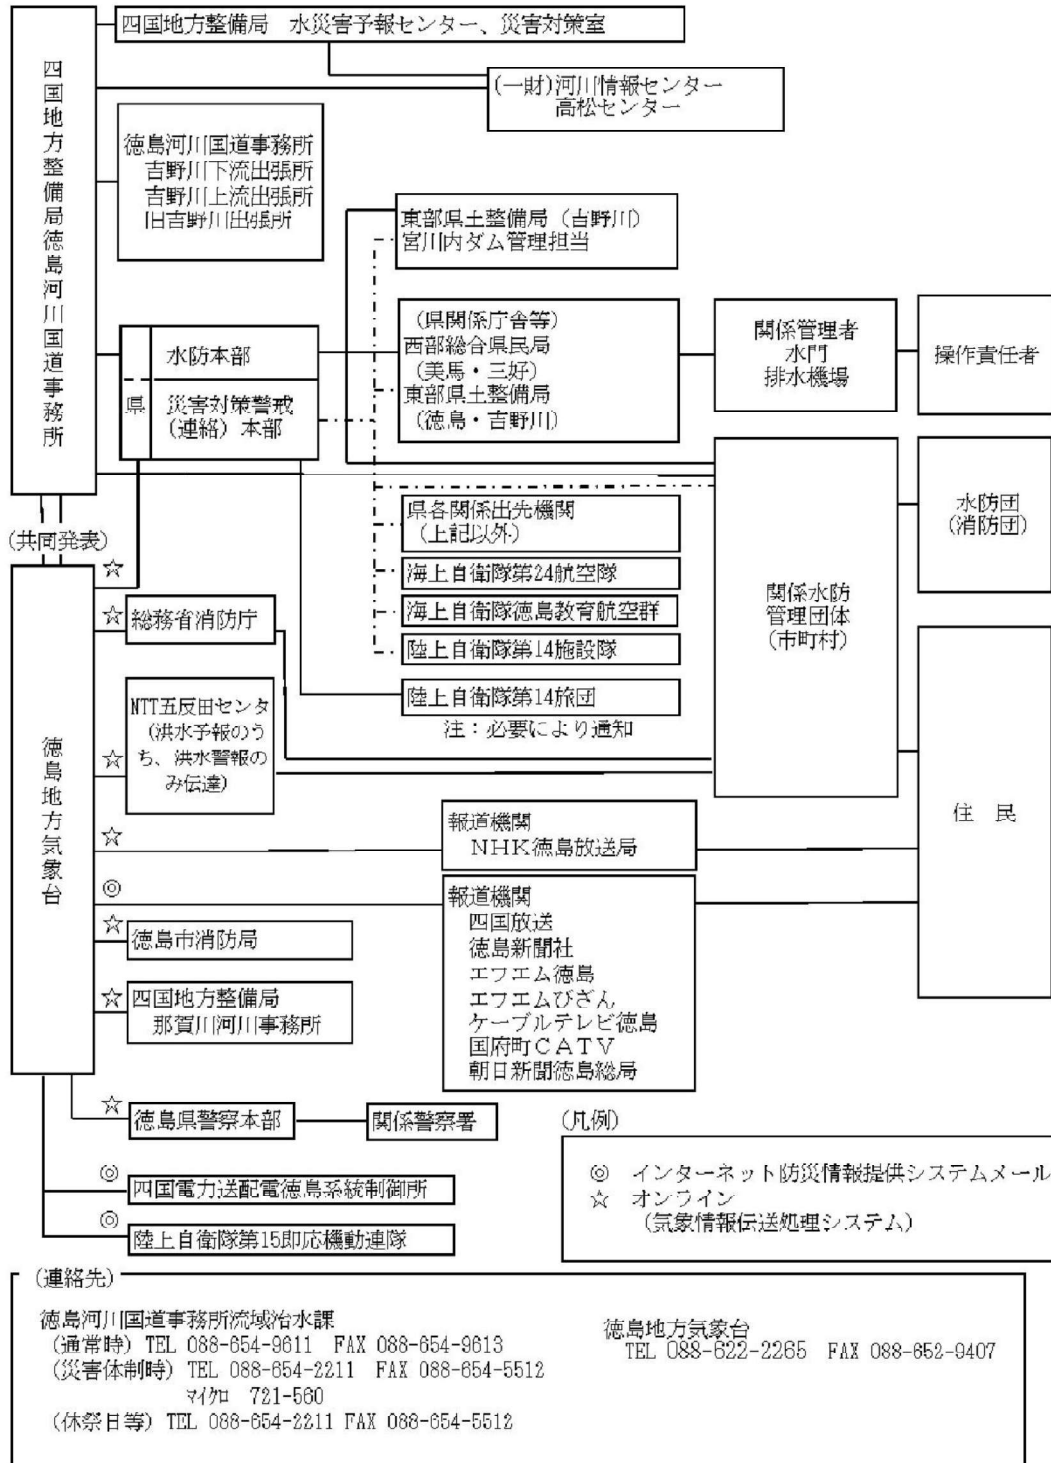 四国地方整備局　水災害予報センター、災害対策室
(一財)河川情報センター
高松センター
四国地方整備局徳島河川国道事務所
徳島河川国道事務所
吉野川下流出張所
吉野川上流出張所
旧吉野川出張所
東部県土整備局（吉野川）
宮川内ダム管理担当
県
水防本部
災害対策警戒
（連絡）本部
（県関係庁舎等）
西部総合県民局
（美馬・三好）
東部県土整備局
（徳島・吉野川）
関係管理者
水門
排水機場
操作責任者
県各関係出先機関
（上記以外）
海上自衛隊第24航空隊
海上自衛隊徳島教育航空群
陸上自衛隊第14施設隊
陸上自衛隊第14旅団
注：必要により通知
関係水防
管理団体
(市町村)
水防団
(消防団)
住　民
(共同発表)
徳島地方気象台
☆
☆ 総務省消防庁
NTT五反田センタ
（洪水予報のう
☆ ち、洪水警報の
み伝達）
☆
報道機関
ＮＨＫ徳島放送局
◎
報道機関
四国放送
徳島新聞社
エフエム徳島
エフエムびざん
ケーブルテレビ徳島
国府町ＣＡＴＶ
朝日新聞徳島総局
☆ 徳島市消防局
☆ 四国地方整備局
那賀川河川事務所
☆ 徳島県警察本部
関係警察署
◎ 四国電力送配電徳島系統制御所
◎ 陸上自衛隊第15即応機動連隊
(凡例)
◎　インターネット防災情報提供システムメール
☆　オンライン
（気象情報伝送処理システム）
(連絡先)
徳島河川国道事務所流域治水課
（通常時）TEL 088-654-9611　FAX 088-654-9613
（災害体制時）TEL 088-654-2211　FAX 088-654-5512
ﾏｲｸﾛ　721-560
（休祭日等）TEL 088-654-2211 FAX 088-654-5512
徳島地方気象台
TEL 088-622-2265　FAX 088-652-9407